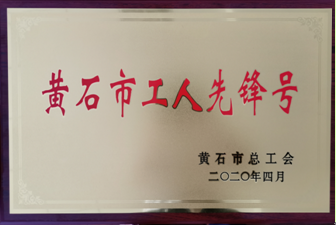 黄石市工人先锋号
黄石市总工会
二〇二〇年四月